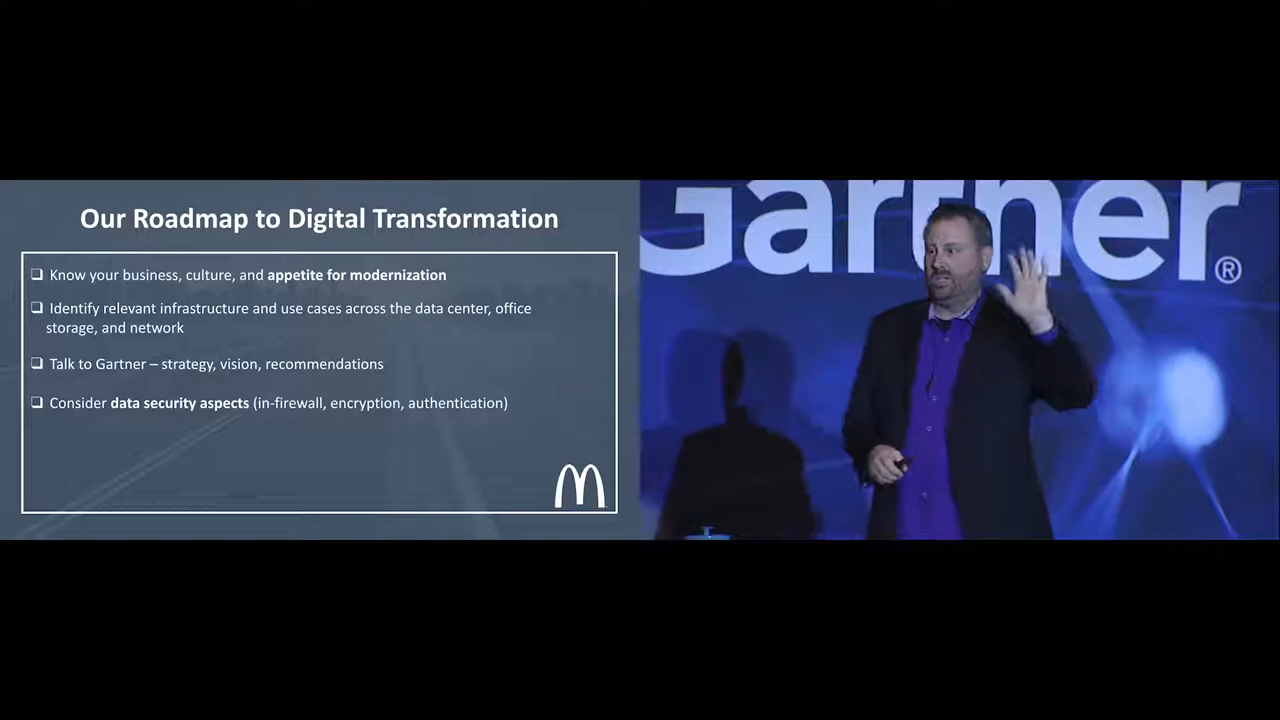 Our Roadmap to Digital Transformation
❑ Know your business, culture, and appetite for modernization
❑ Identify relevant infrastructure and use cases across the data center, office
storage, and network
❑ Talk to Gartner – strategy, vision, recommendations
❑ Consider data security aspects (in-firewall, encryption, authentication)
Gartner®